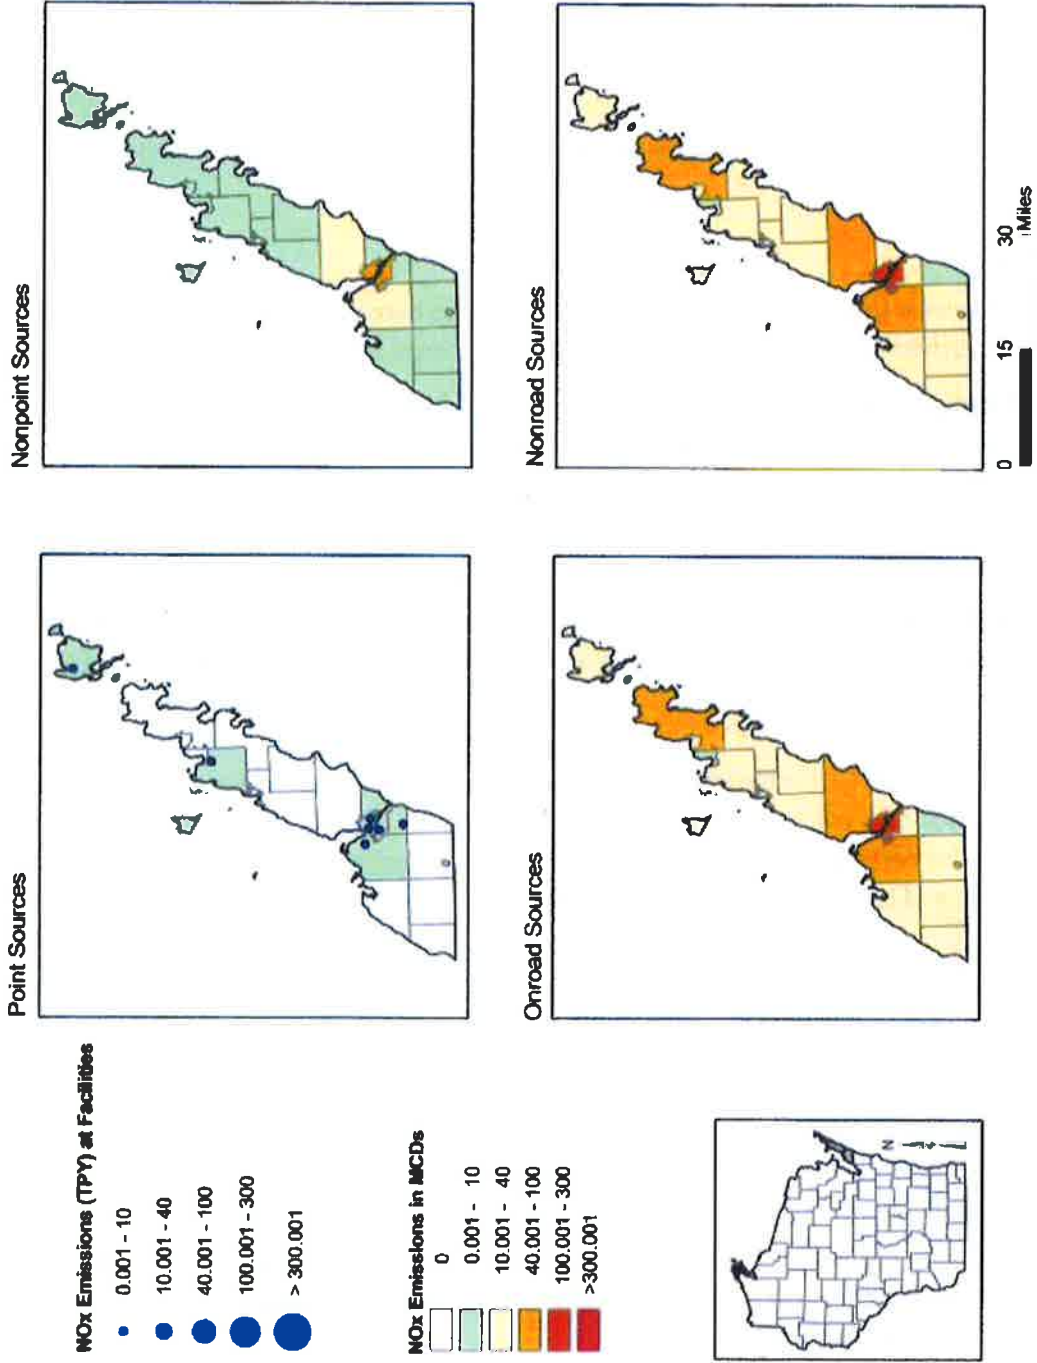 NOx Emissions (TPY) at Facilities
0.001 - 10
10.001 - 40
40.001 - 100
100.001 - 300
> 300.001
NOx Emissions in MCDs
0
0.001 - 10
10.001 - 40
40.001 - 100
100.001 - 300
>300.001
N
Point Sources
Nonpoint Sources
Onroad Sources
Nonroad Sources
0 15 30
Miles